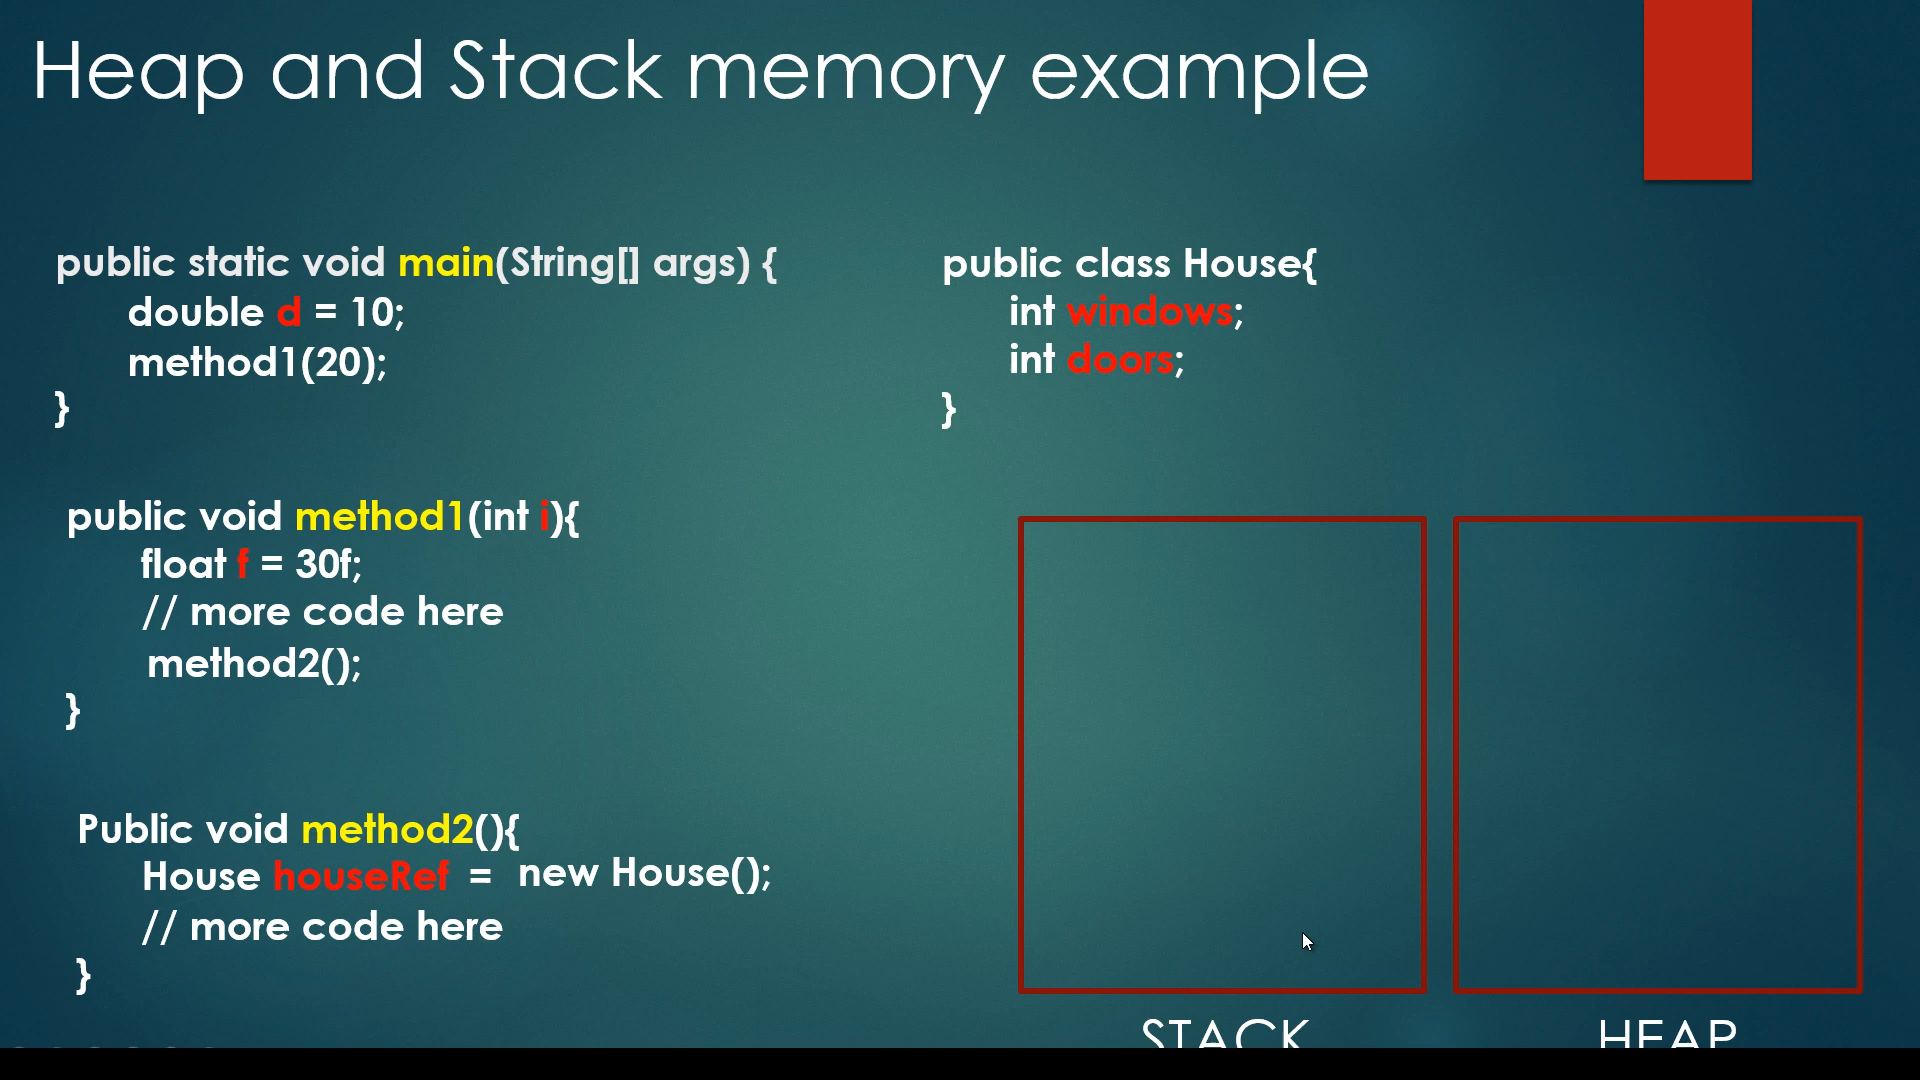 Heap and Stack memory example
public static void main(String[] args) {
double d = 10;
method1(20);
}
public void method1(int i){
float f = 30f;
// more code here
method2();
}
Public void method2(){
House houseRef = new House();
// more code here
}
public class House{
int windows;
int doors;
}
STACK
HEAP